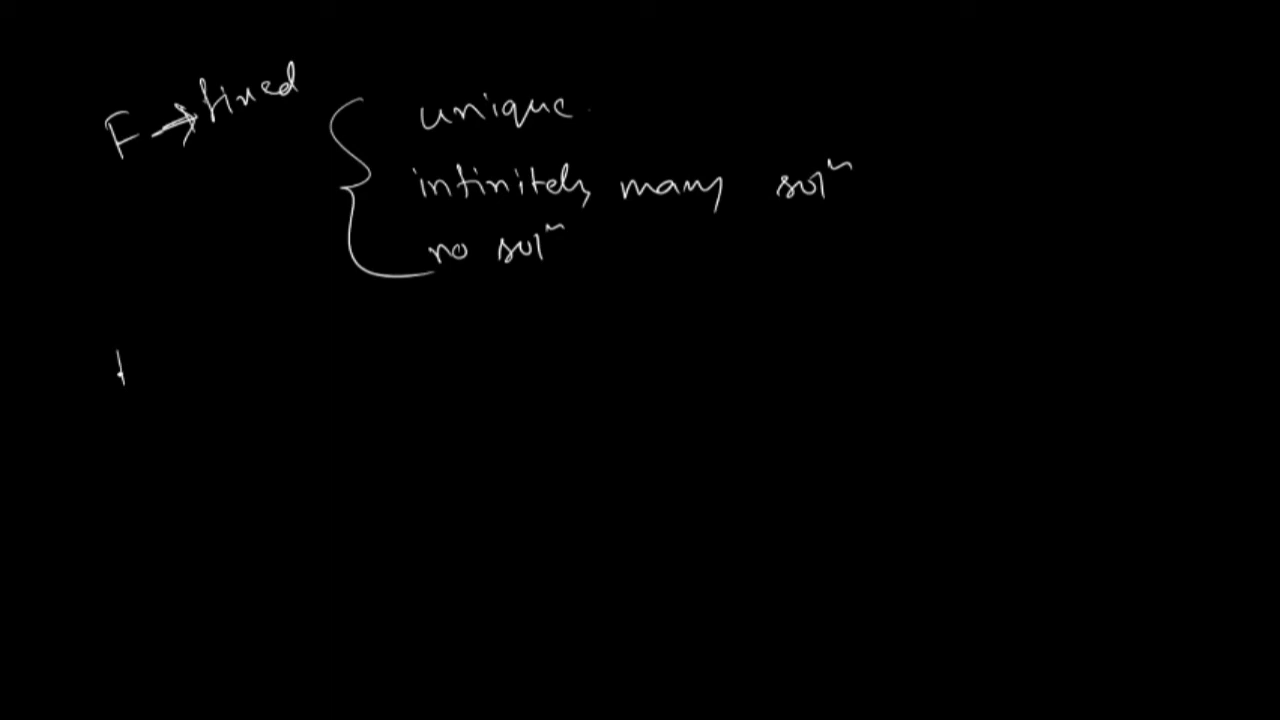 F → fixed
unique
infinitely many solⁿ
no solⁿ